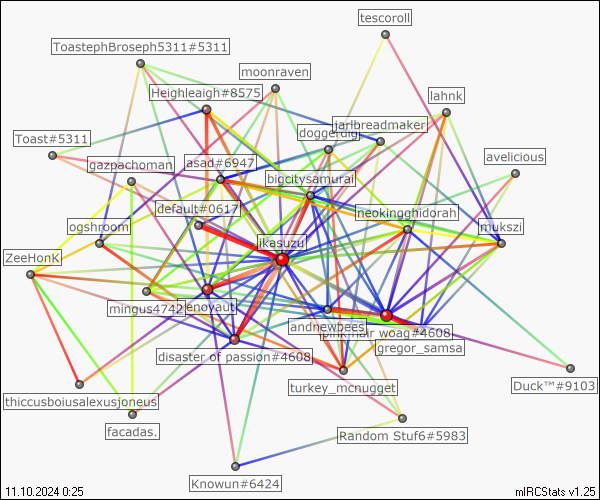 tescoroll
ToastephBroseph5311#5311
moonraven
Heighleaigh#8575
lahnk
jarlbreadmaker
doggerdig
Toast#5311
gazpachoman
asad#6947
avelicious
bigcitysamurai
default#0617
neokingghidorah
ogshroom
mukszi
ikasuzu
ZeeHonK
mingus4742
enoyauti
andnewbees
hair woag#4608
gregor_samsa
disaster of passion#4608
turkey_mcnugget
Duck™#9103
thiccusboiusalexusjoneus
facadas.
Random Stuf6#5983
Knowun#6424
11.10.2024 0:25
mIRCStats v1.25